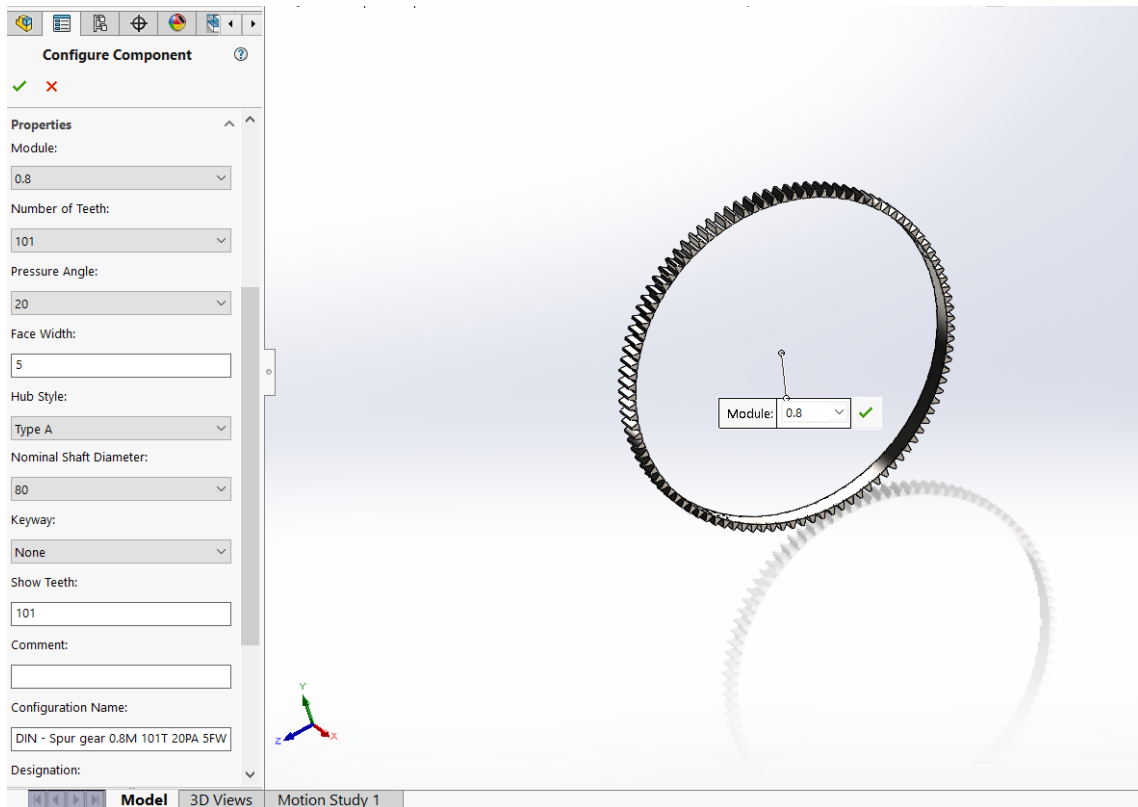 Configure Component
Properties
Module:
0.8
Number of Teeth:
101
Pressure Angle:
20
Face Width:
5
Hub Style:
Type A
Nominal Shaft Diameter:
80
Keyway:
None
Show Teeth:
101
Comment:
Configuration Name:
DIN - Spur gear 0.8M 101T 20PA 5FW
Designation:
Module: 0.8
Y
Z
X
Model 3D Views Motion Study 1